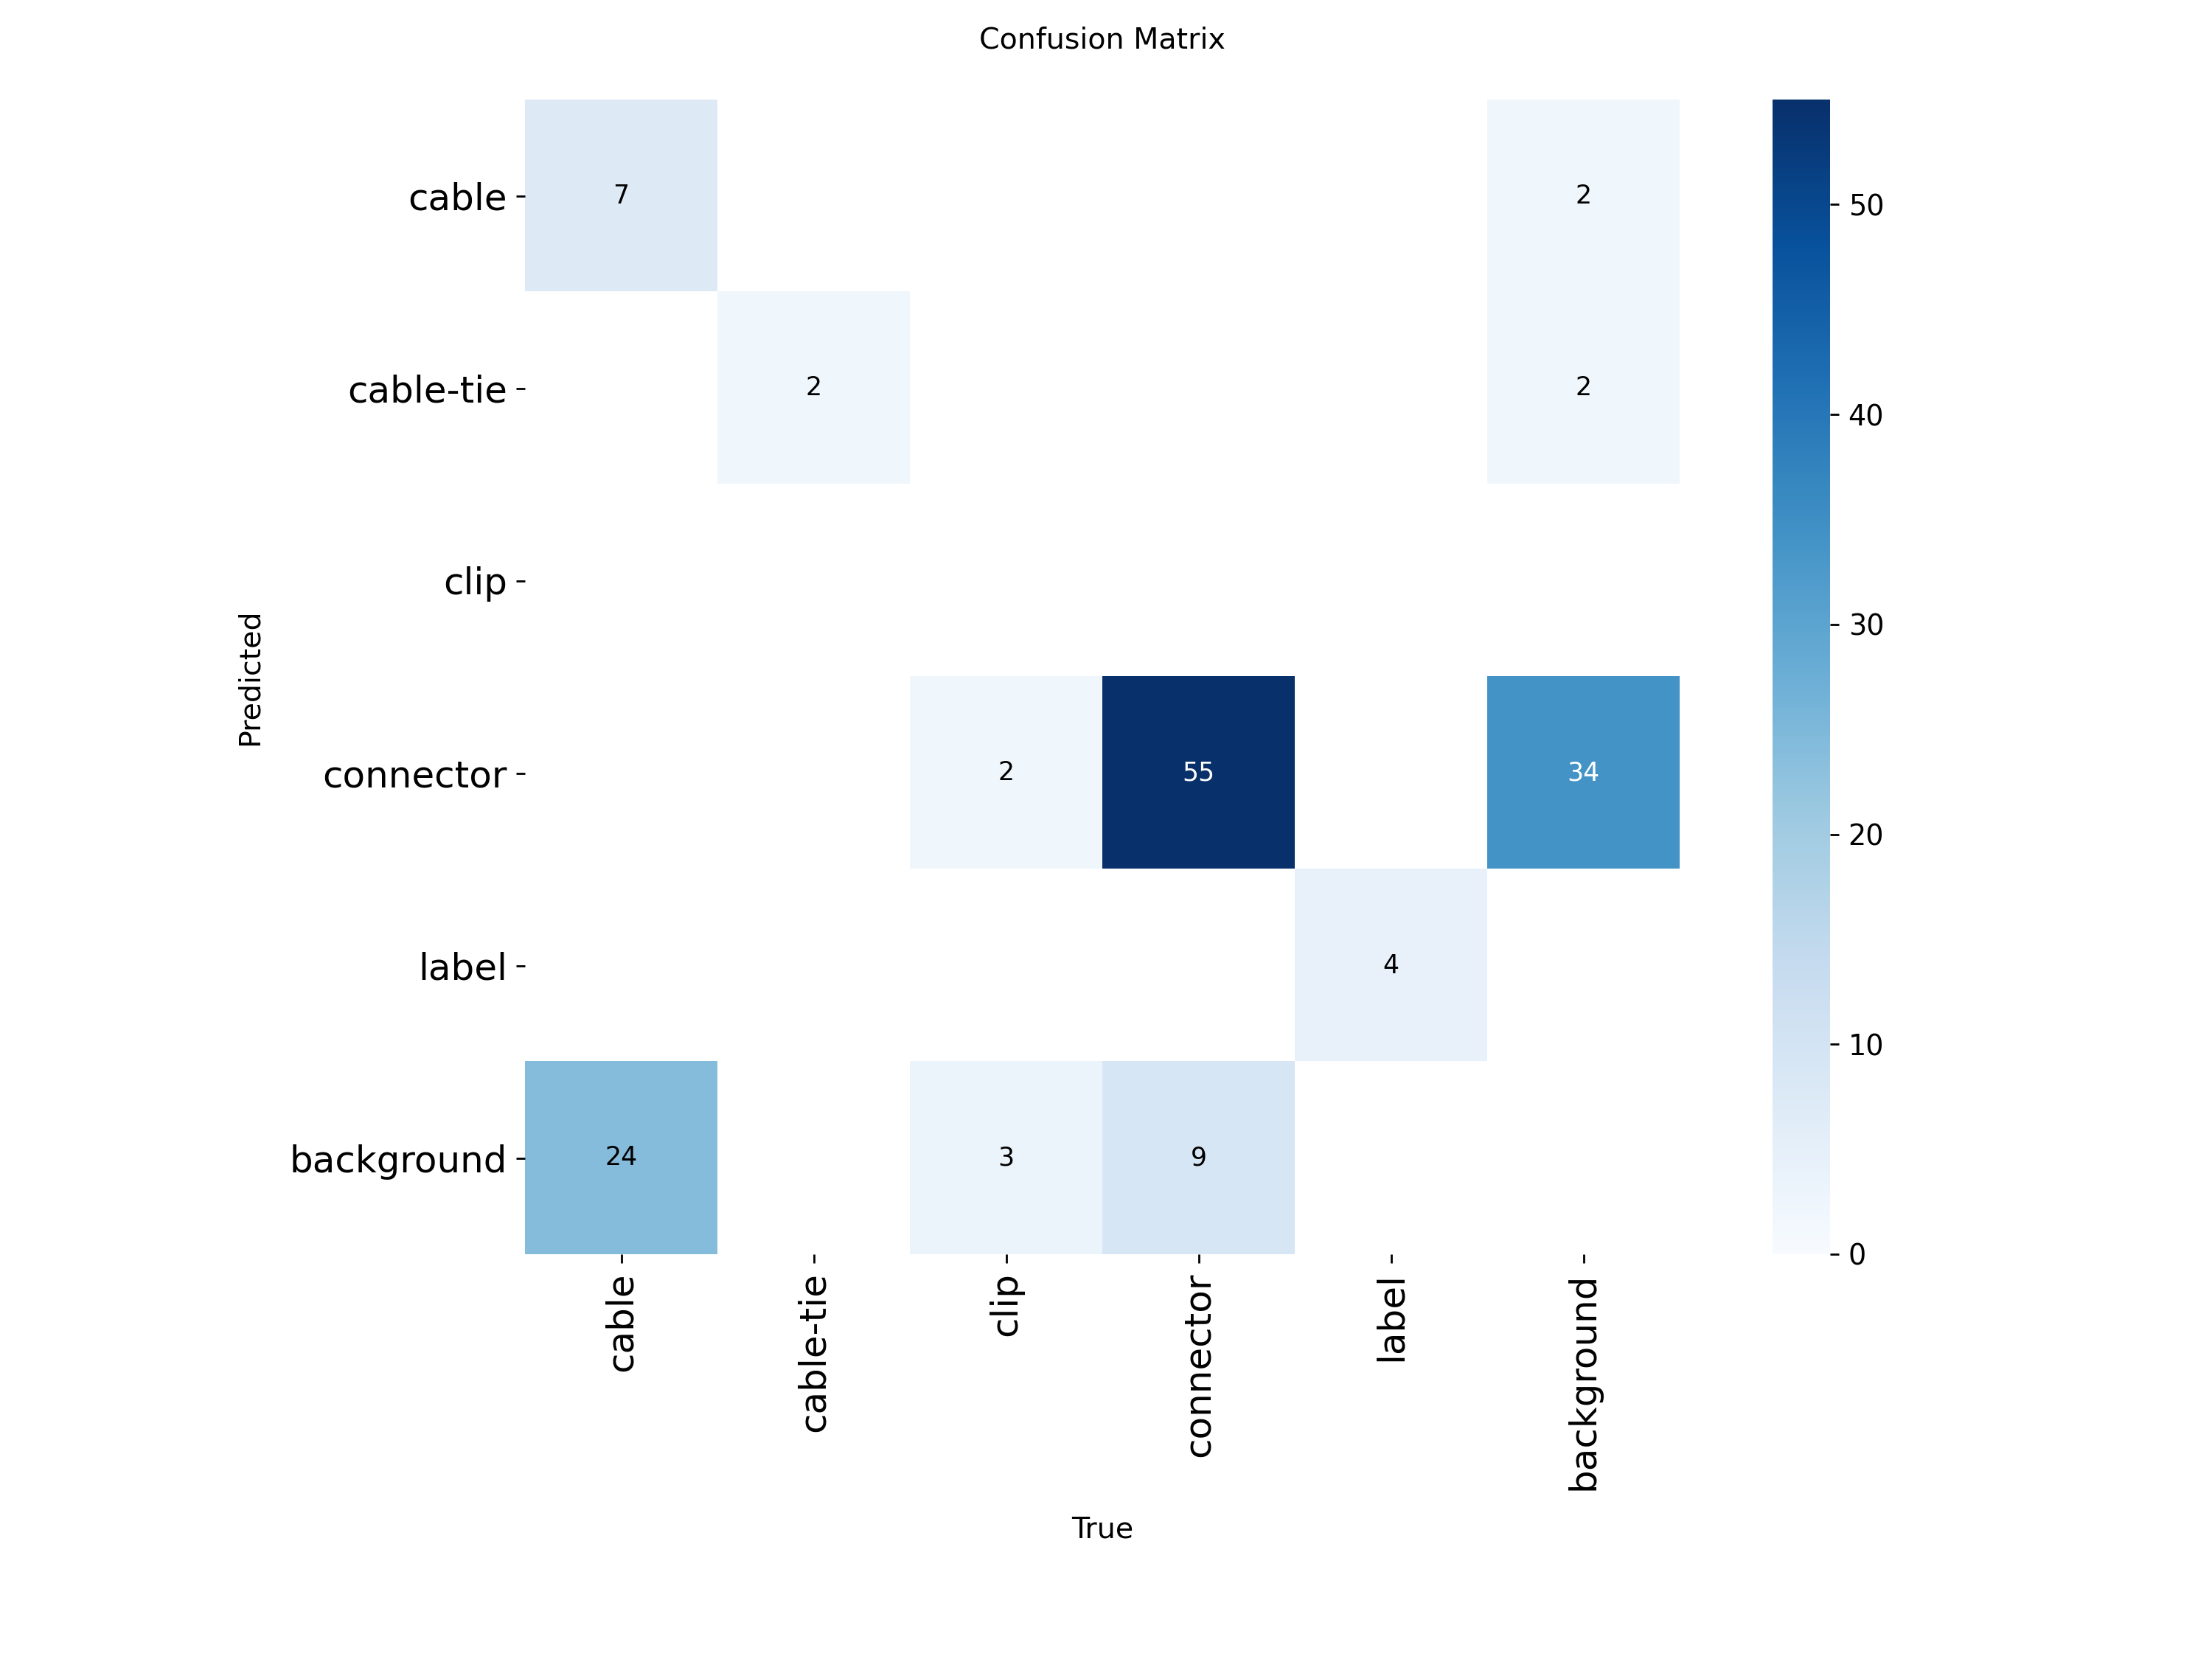 Confusion Matrix
cable
7
2
50
cable-tie
2
2
40
clip
30
Predicted
connector
2
55
34
20
label
4
10
background
24
3
9
0
cable
cable-tie
clip
connector
label
background
True